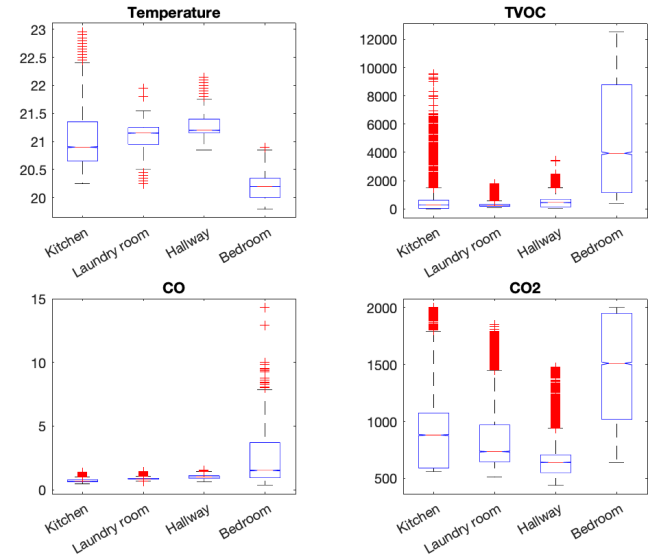 Temperature
23
22.5
22
21.5
21
20.5
20
Kitchen
Laundry room
Hallway
Bedroom
TVOC
12000
10000
8000
6000
4000
2000
0
Kitchen
Laundry room
Hallway
Bedroom
CO
15
10
5
0
Kitchen
Laundry room
Hallway
Bedroom
CO2
2000
1500
1000
500
Kitchen
Laundry room
Hallway
Bedroom